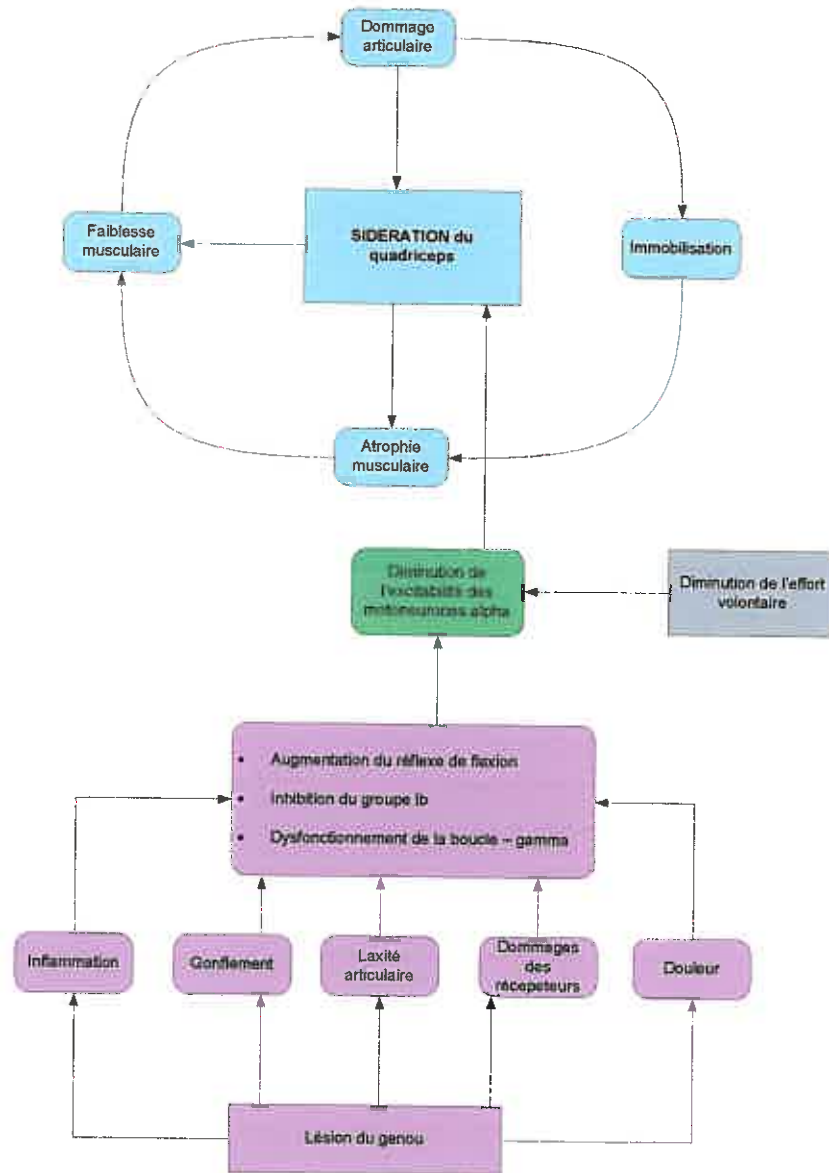 Dommage
articulaire
Faiblesse
musculaire
SIDERATION du
quadriceps
Immobilisation
Atrophie
musculaire
Diminution de
l'excitabilité des
motoneurones alpha
Diminution de l'effort
volontaire
• Augmentation du réflexe de flexion
• Inhibition du groupe Ib
• Dysfonctionnement de la boucle – gamma
Inflammation
Gonflement
Laxité
articulaire
Dommages
des
récepeteurs
Douleur
Lésion du genou